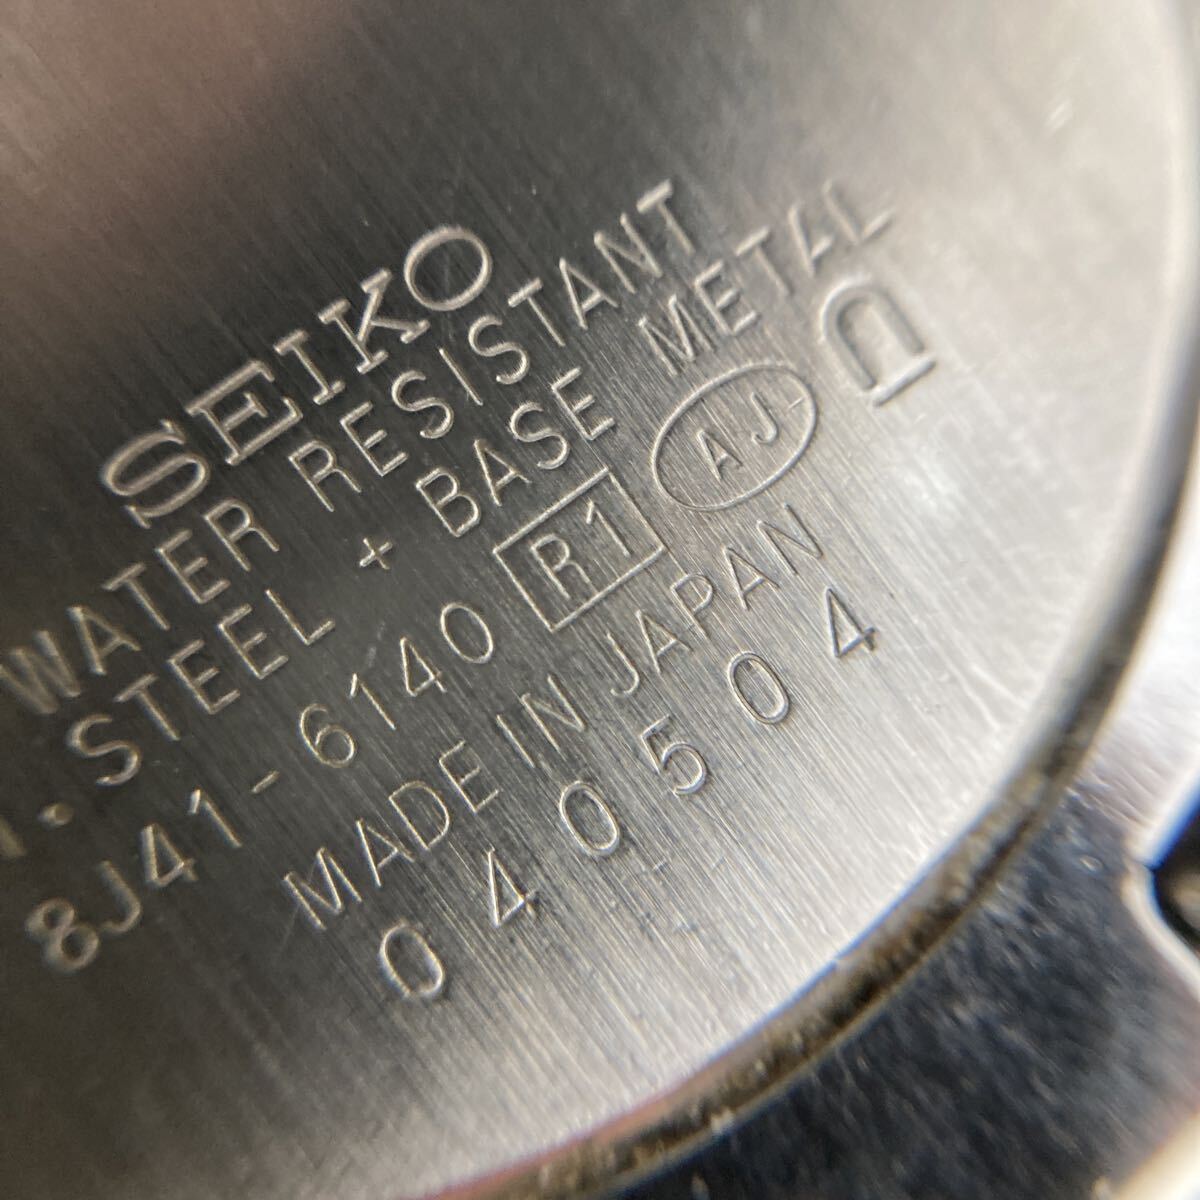 SEIKO
WATER RESISTANT
. STEEL + BASE METAL
8J41-6140 R1 AJ
MADE IN JAPAN
040504